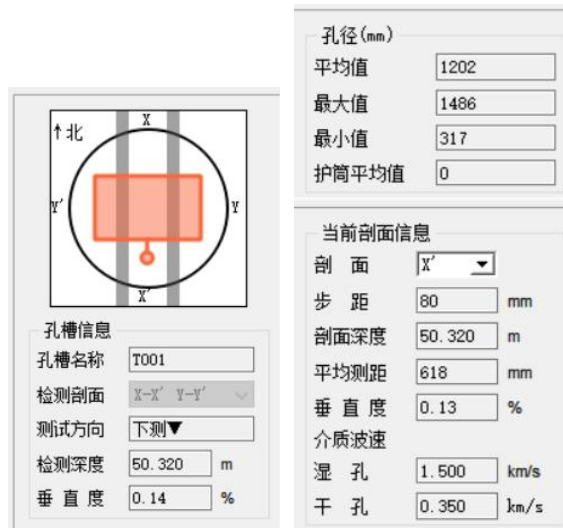 ↑北
X
Y'
Y
X'
孔槽信息
孔槽名称 T001
检测剖面 X-X' Y-Y'
测试方向 下测▼
检测深度 50.320 m
垂直度 0.14 %
孔径(mm)
平均值 1202
最大值 1486
最小值 317
护筒平均值 0
当前剖面信息
剖 面 X'
步 距 80 mm
剖面深度 50.320 m
平均测距 618 mm
垂直度 0.13 %
介质波速
湿 孔 1.500 km/s
干 孔 0.350 km/s